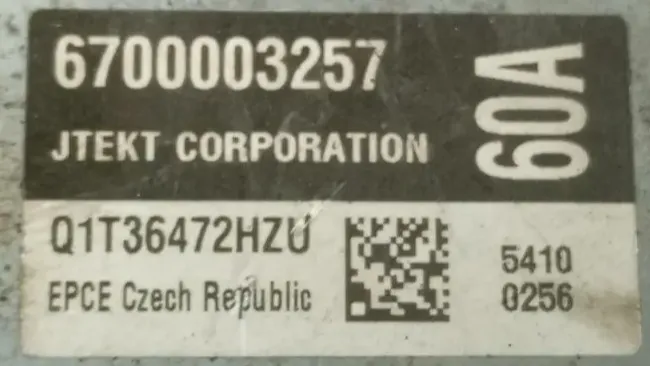 6700003257
60A
JTEKT CORPORATION
Q1T36472HZU
5410
EPCE Czech Republic
0256